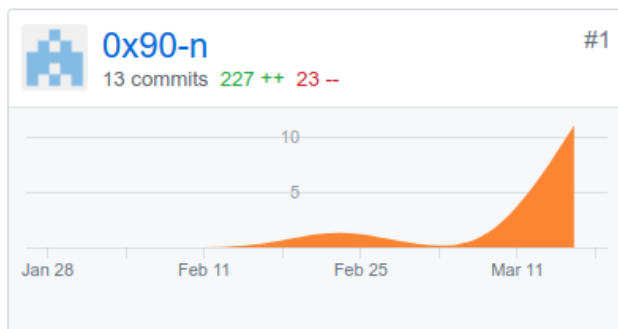 0x90-n
#1
13 commits 227 ++ 23 --
10
5
Jan 28 Feb 11 Feb 25 Mar 11